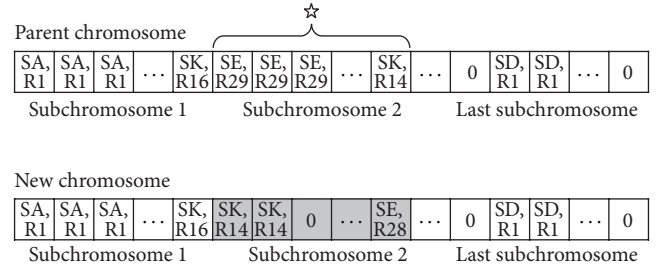 Parent chromosome
SA, SA, SA, ... SK, SE, SE, SE, ... SK, ... 0 SD, SD, ... 0
R1 R1 R1 R16 R29 R29 R29 R14 R1 R1
Subchromosome 1 Subchromosome 2 Last subchromosome
New chromosome
SA, SA, SA, ... SK, SK, SK, 0 ... SE, ... 0 SD, SD, ... 0
R1 R1 R1 R16 R14 R14 R28 R1 R1
Subchromosome 1 Subchromosome 2 Last subchromosome